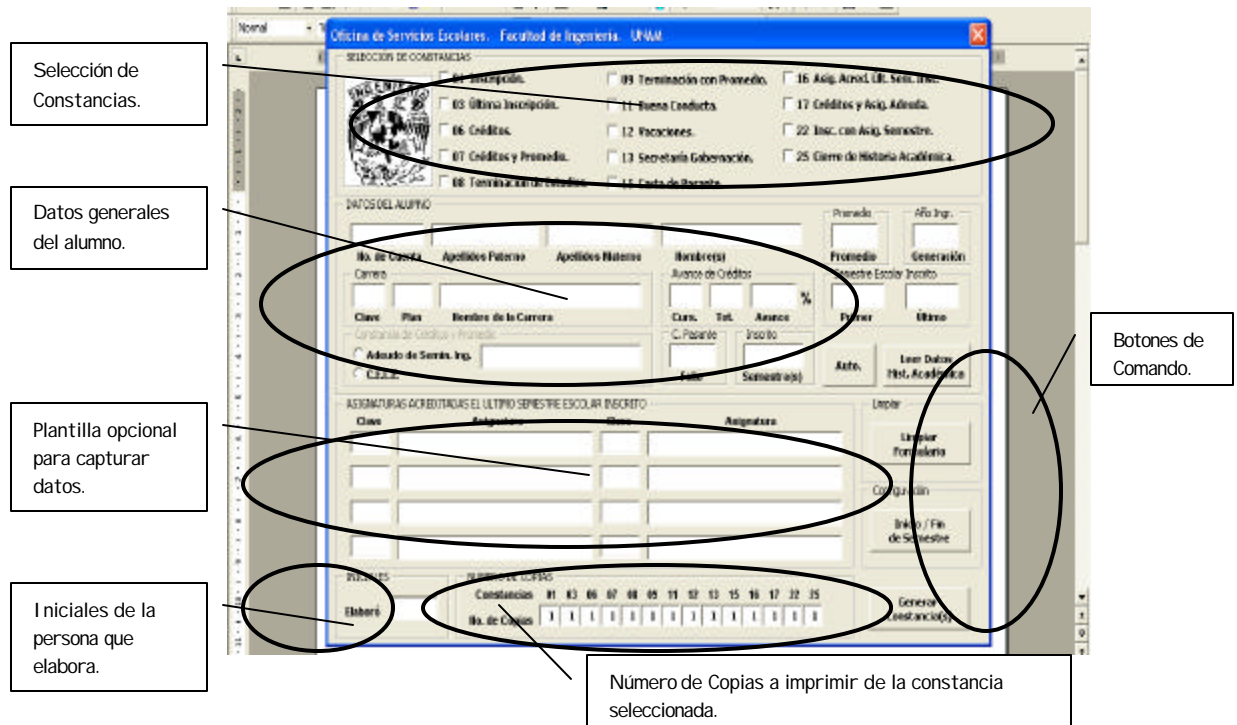 Normal
Oficina de Servicios Escolares. Facultad de Ingeniería. UNAM
SELECCIÓN DE CONSTANCIAS
01 Inscripción.
09 Terminación con Promedio.
16 Asig. Acred. Últ. Sem. Insc.
03 Última Inscripción.
11 Buena Conducta.
17 Créditos y Asig. Adeuda.
06 Créditos.
12 Vacaciones.
22 Insc. con Asig. Semestre.
07 Créditos y Promedio.
13 Secretaría Gobernación.
25 Cierre de Historia Académica.
08 Terminación de Estudios.
15 Carta de Pasante.
Selección de
Constancias.
DATOS DEL ALUMNO
Promedio
Año Ingr.
No. de Cuenta
Apellidos Paterno
Apellidos Materno
Nombre(s)
Promedio
Generación
Datos generales
del alumno.
Carrera
Avance de Créditos
Semestre Escolar Inscrito
%
Clave
Plan
Nombre de la Carrera
Curs.
Tot.
Avance
Primer
Último
Constancia de Créditos y Promedio
C. Pasante
Inscrito
Adeudo de Semin. Ing.
Folio
Semestre(s)
Auto.
Leer Datos
Hist. Académica
Botones de
Comando.
ASIGNATURAS ACREDITADAS EL ULTIMO SEMESTRE ESCOLAR INSCRITO
Clave
Asignatura
Clave
Asignatura
Limpiar
Limpiar
Formulario
Configuración
Inicio / Fin
de Semestre
Plantilla opcional
para capturar
datos.
INICIALES
Elaboró
NÚMERO DE COPIAS
Constancias 01 03 06 07 08 09 11 12 13 15 16 17 22 25
No. de Copias 1 1 1 1 1 1 1 1 1 1 1 1 1 1
Generar
Constancia(s)
Iniciales de la
persona que
elabora.
Número de Copias a imprimir de la constancia
seleccionada.